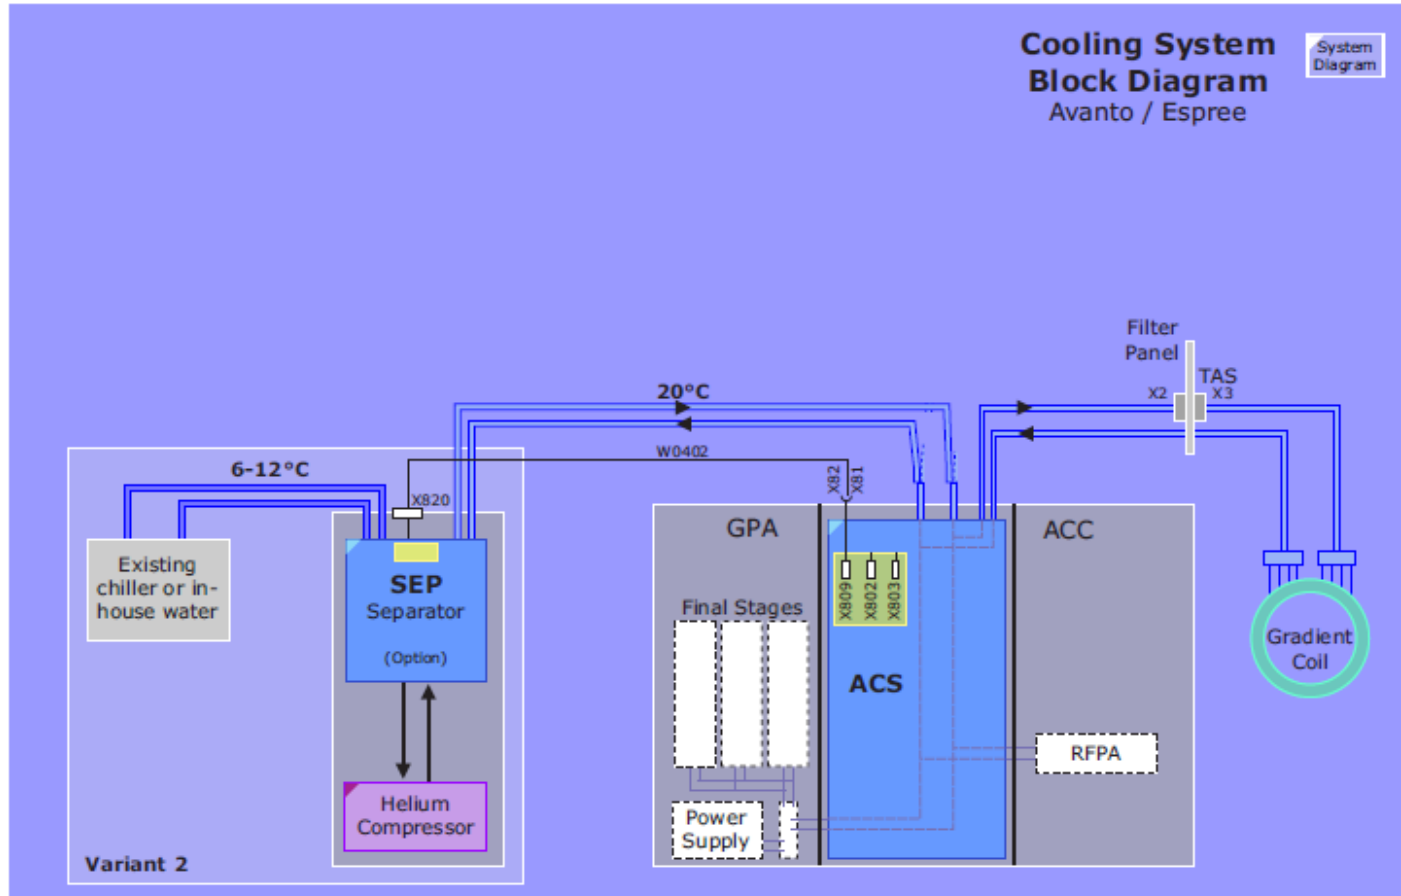 Cooling System
Block Diagram
Avanto / Espree
System
Diagram
Filter
Panel
TAS
X2
X3
20°C
W0402
6-12°C
X820
X82
X81
GPA
ACC
Existing
chiller or in-
house water
SEP
Separator
(Option)
X809
X802
X803
Final Stages
ACS
Gradient
Coil
RFPA
Helium
Compressor
Power
Supply
Variant 2